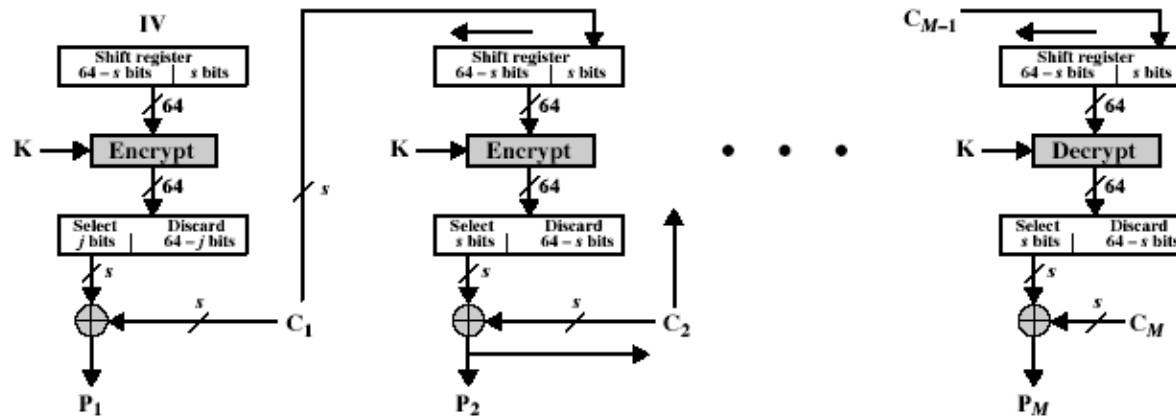 IV
Shift register
64 – s bits | s bits
64
K
Encrypt
64
Select Discard
j bits 64 – j bits
s
s
C1
P1
s
Shift register
64 – s bits | s bits
64
K
Encrypt
64
Select Discard
s bits 64 – s bits
s
s
C2
P2
CM–1
Shift register
64 – s bits | s bits
64
K
Decrypt
64
Select Discard
s bits 64 – s bits
s
s
CM
PM